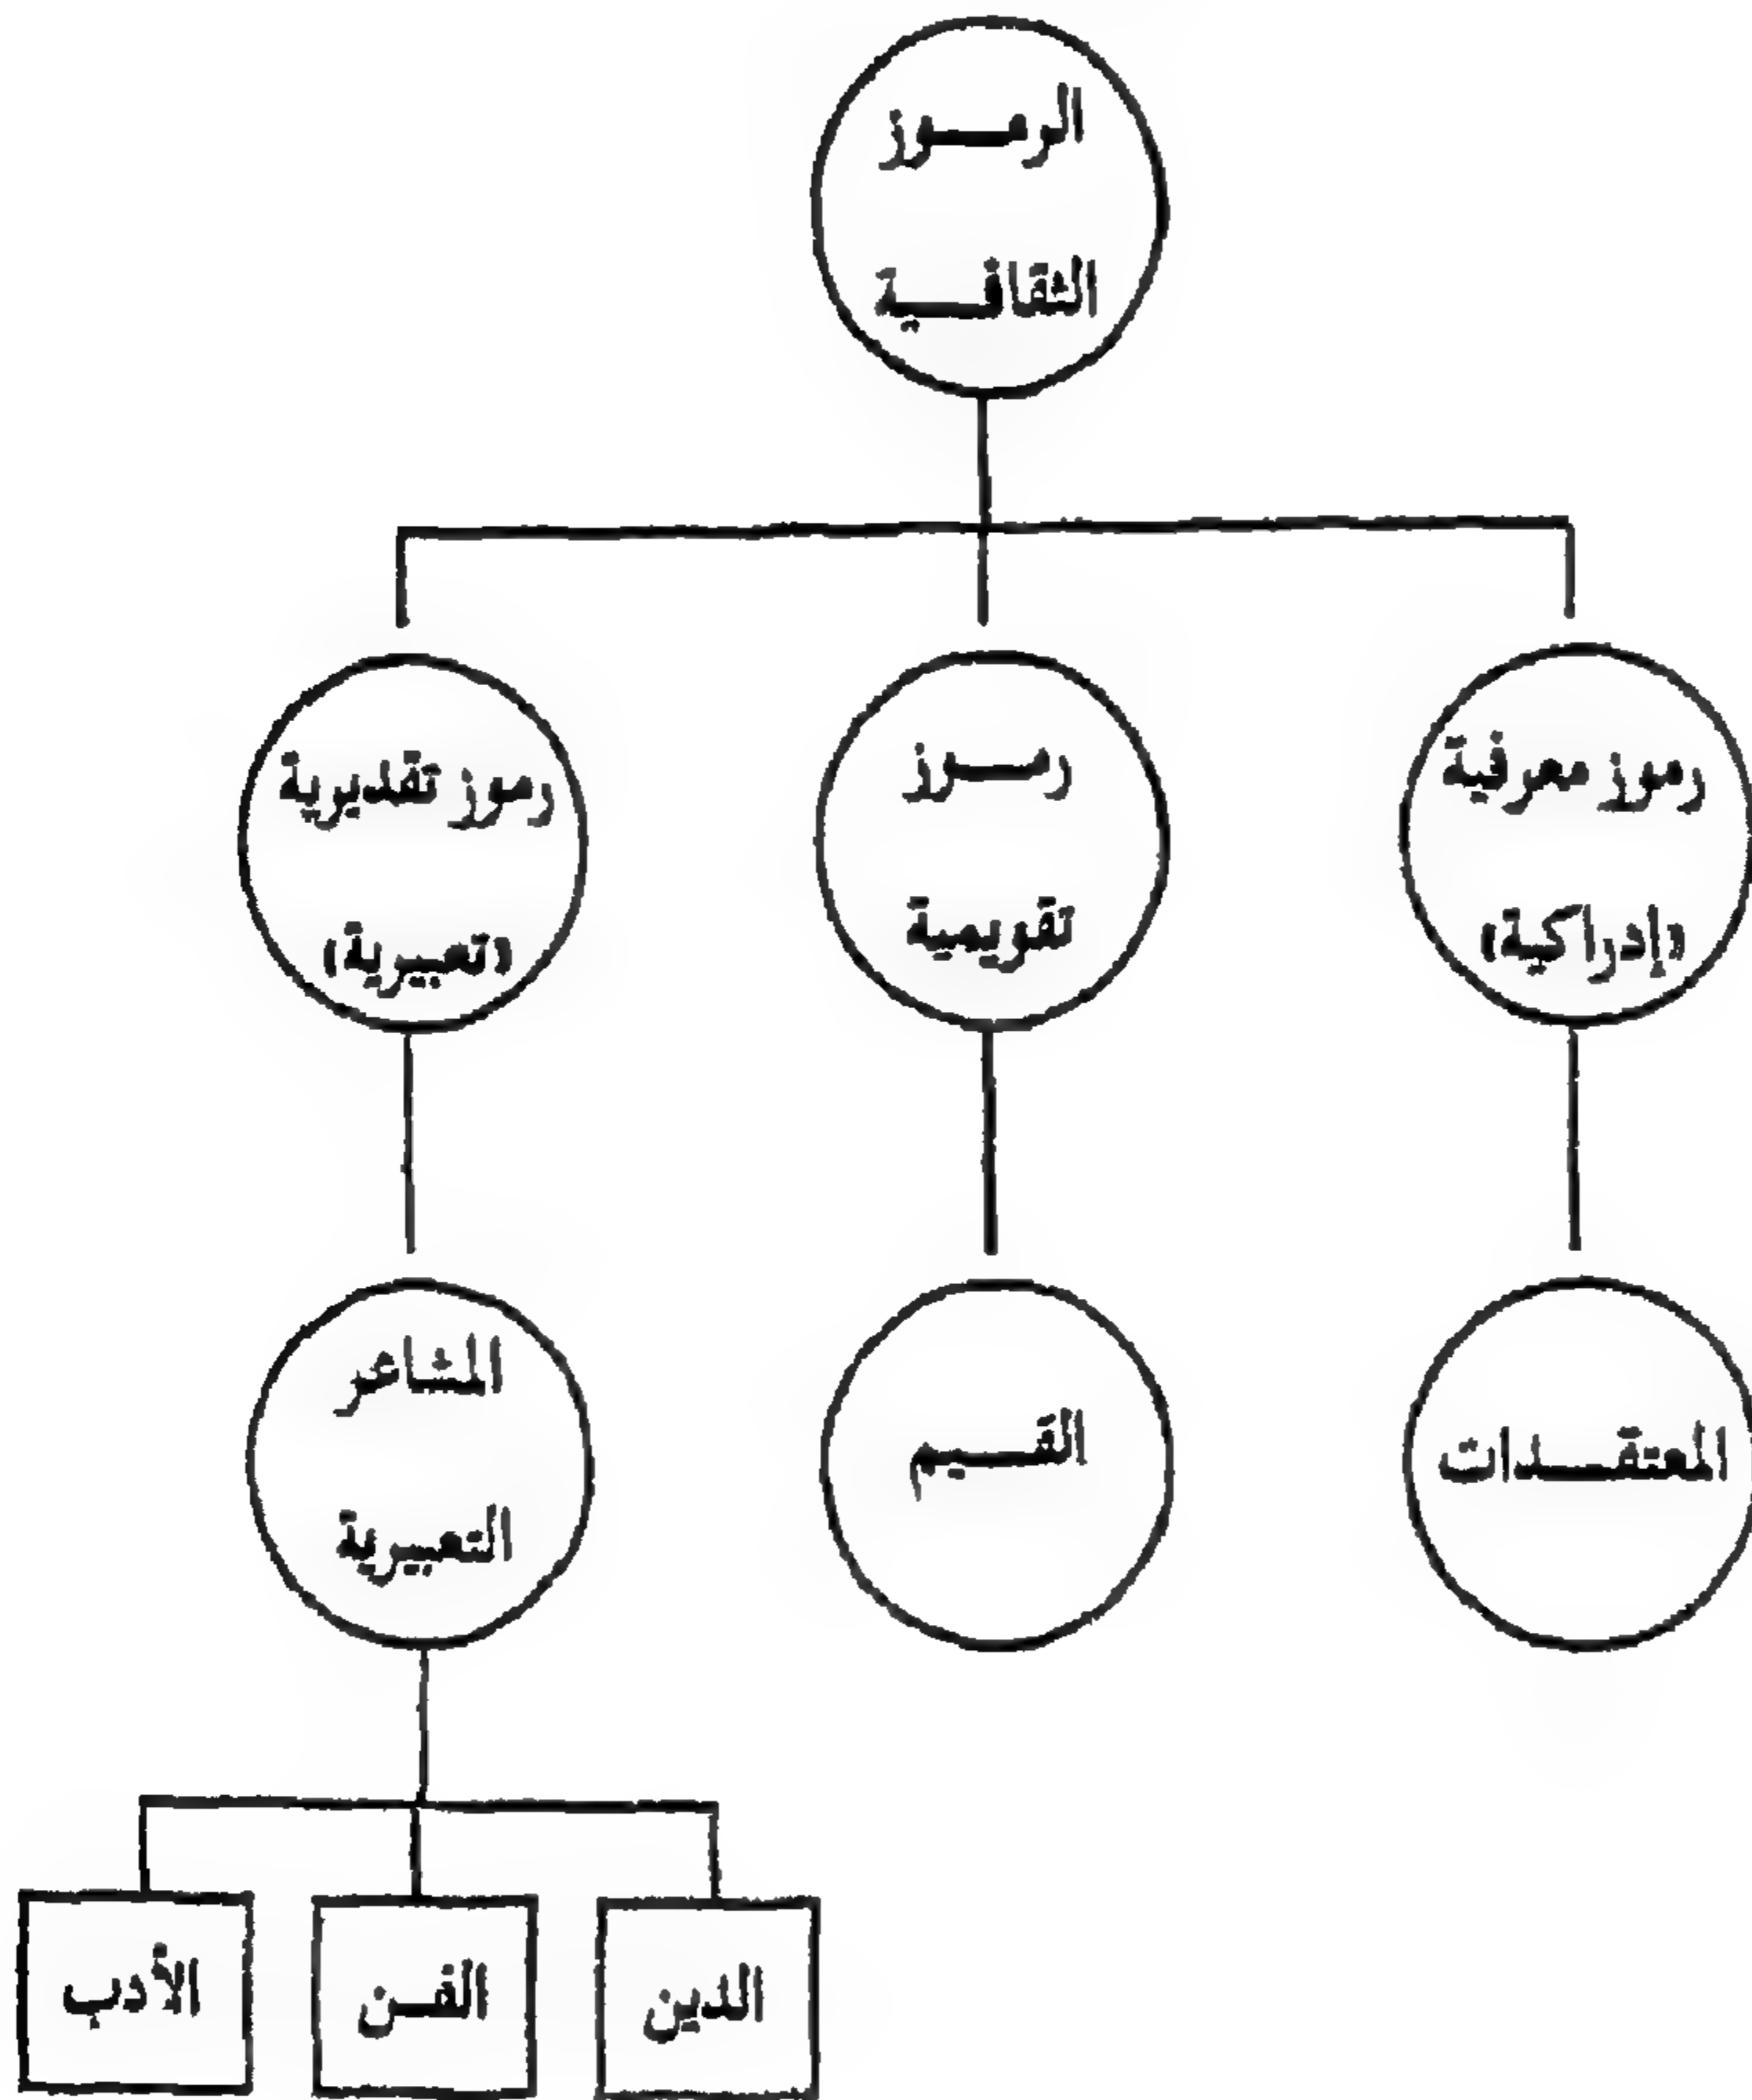 الرموز
الثقافية
رموز معرفية
(إدراكية)
رموز
تقويمية
رموز تقديرية
(تعبيرية)
المعتقدات
القيم
المشاعر
التعبيرية
الدين
الفن
الأدب